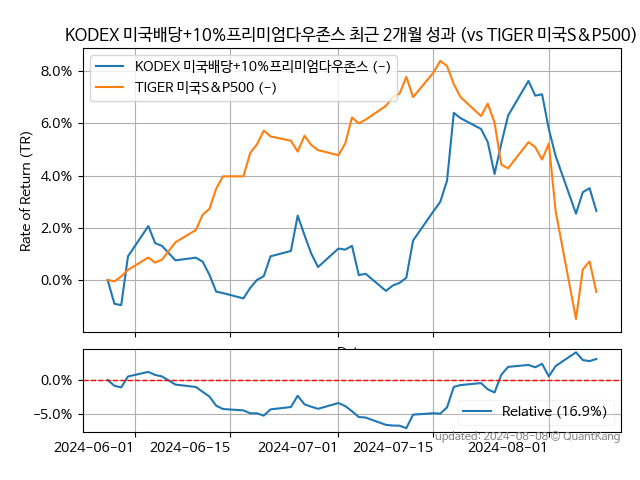 KODEX 미국배당+10%프리미엄다우존스 최근 2개월 성과 (vs TIGER 미국S&P500)
KODEX 미국배당+10%프리미엄다우존스 (-)
TIGER 미국S&P500 (-)
Rate of Return (TR)
8.0%
6.0%
4.0%
2.0%
0.0%
0.0%
−5.0%
Relative (16.9%)
updated: 2024-08-08 © QuantKang
2024-06-01
2024-06-15
2024-07-01
2024-07-15
2024-08-01